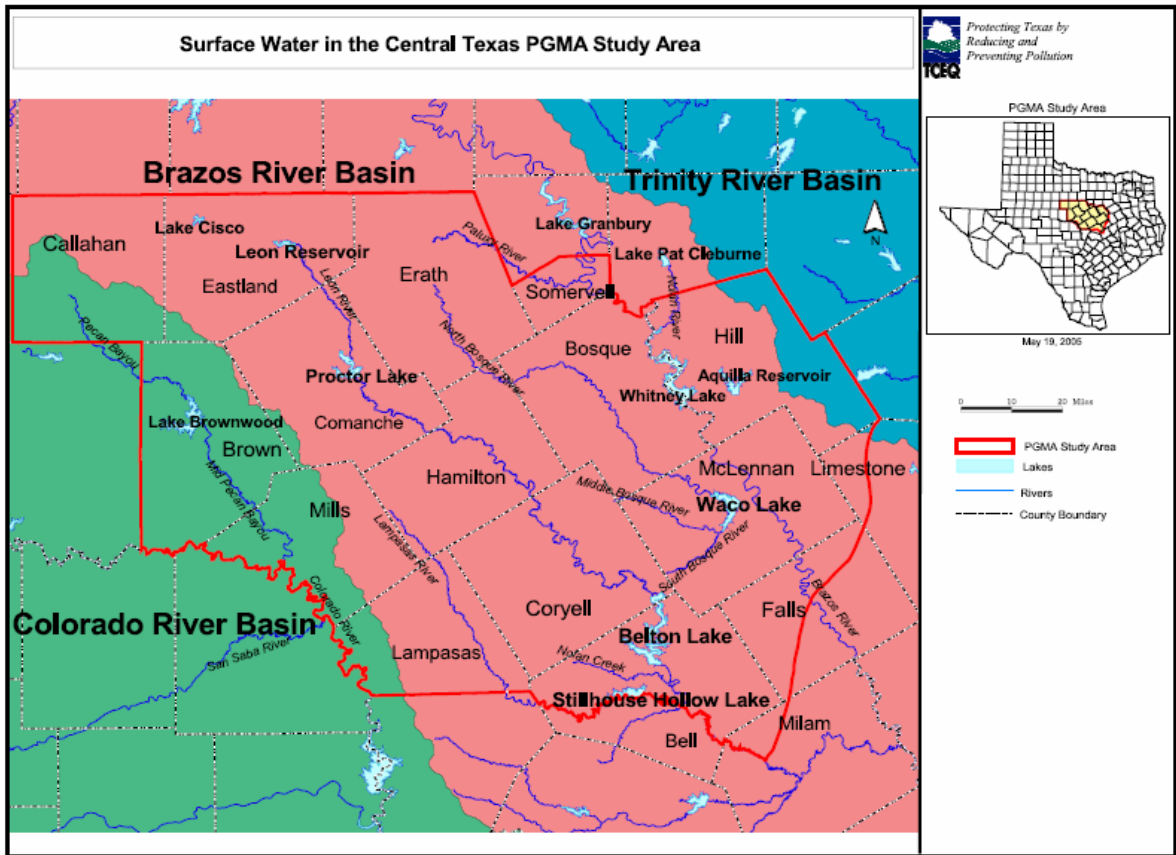 Surface Water in the Central Texas PGMA Study Area
Protecting Texas by
Reducing and
Preventing Pollution
TCEQ
PGMA Study Area
May 19, 2005
0 10 20 Miles
PGMA Study Area
Lakes
Rivers
County Boundary
Brazos River Basin
Trinity River Basin
N
Lake Cisco
Lake Granbury
Callahan
Leon Reservoir
Paluxy River
Lake Pat Cleburne
Erath
Eastland
Leon River
Somervell
Nolan River
Pecan Bayou
North Bosque River
Bosque
Hill
Proctor Lake
Aquilla Reservoir
Whitney Lake
Lake Brownwood
Comanche
Brown
McLennan
Limestone
Hamilton
Mid Pecan Bayou
Middle Bosque River
Waco Lake
Mills
Lampasas River
South Bosque River
Colorado River
Coryell
Falls
Brazos River
Colorado River Basin
Belton Lake
San Saba River
Lampasas
Nolan Creek
Stillhouse Hollow Lake
Milam
Bell